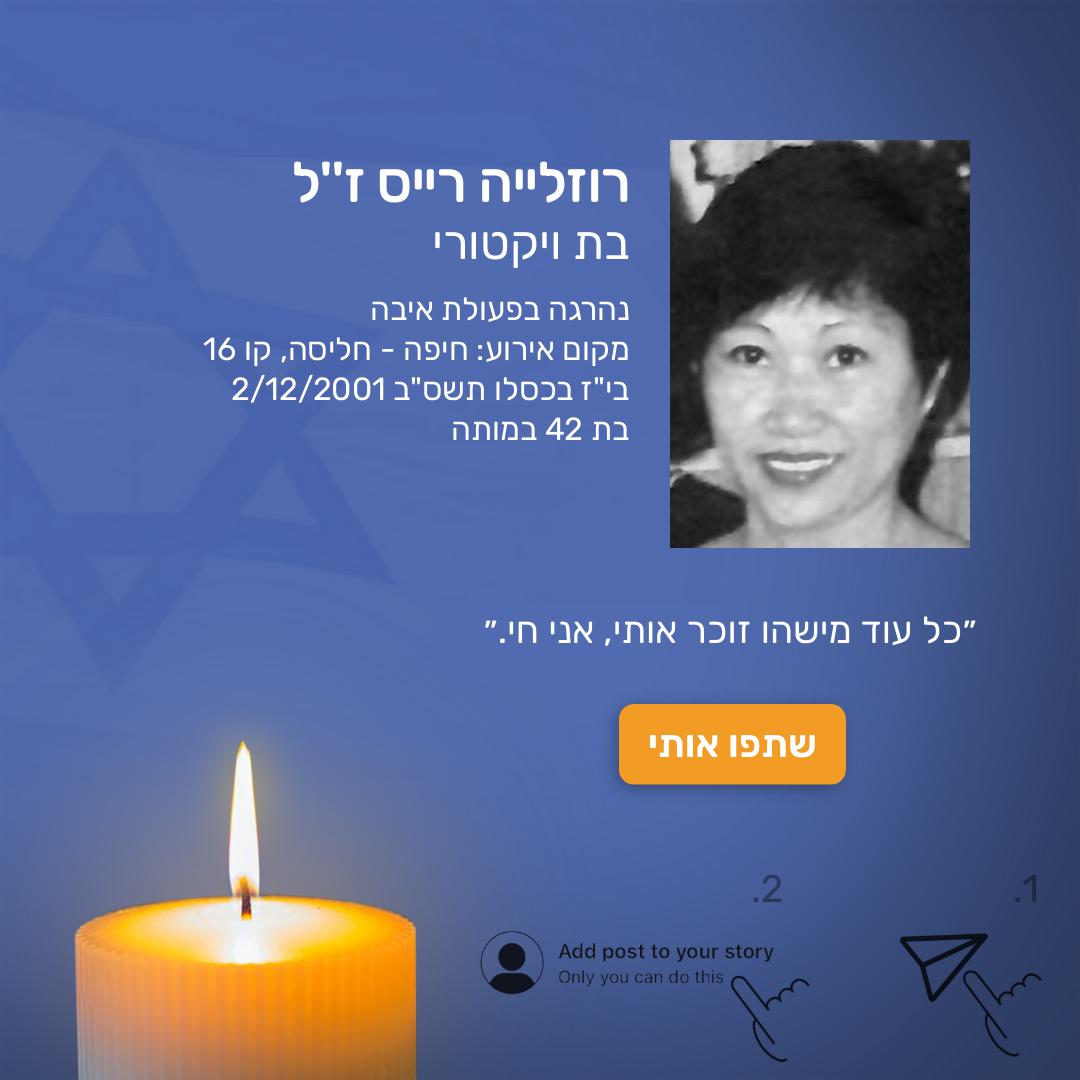 רוזלייה רייס ז"ל
בת ויקטורי
נהרגה בפעולת איבה
מקום אירוע: חיפה - חליסה, קו 16
בי"ז בכסלו תשס"ב 2/12/2001
בת 42 במותה
״כל עוד מישהו זוכר אותי, אני חי.״
שתפו אותי
.1
.2
Add post to your story
Only you can do this